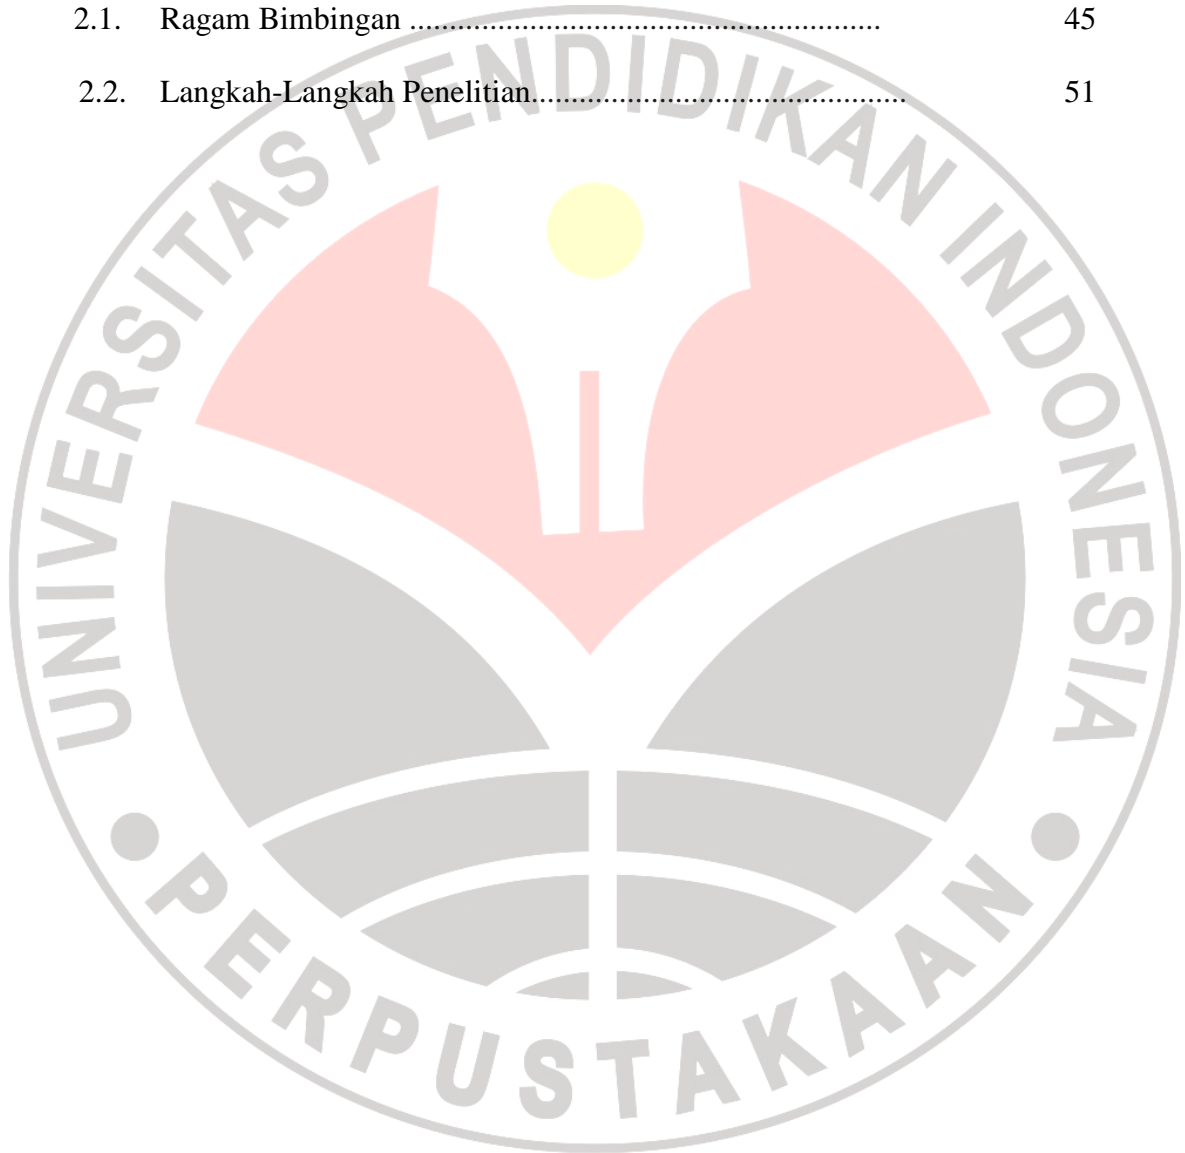 2.1. Ragam Bimbingan ............................................................ 45
2.2. Langkah-Langkah Penelitian................................................ 51
UNIVERSITAS PENDIDIKAN INDONESIA
PERPUSTAKAAN